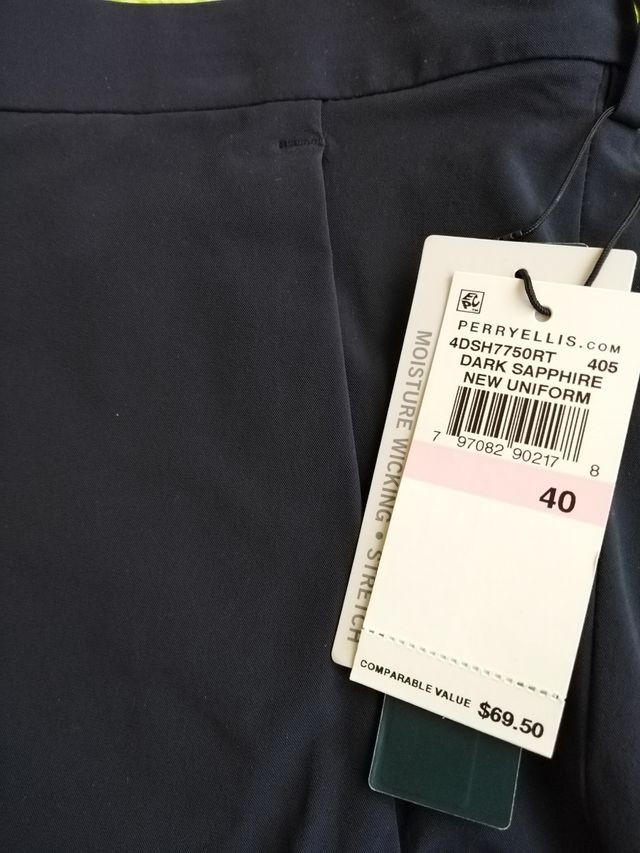 PERRYELLIS.COM
4DSH7750RT 405
DARK SAPPHIRE
NEW UNIFORM
7 97082 90217 8
40
COMPARABLE VALUE $69.50
MOISTURE WICKING • STRETCH